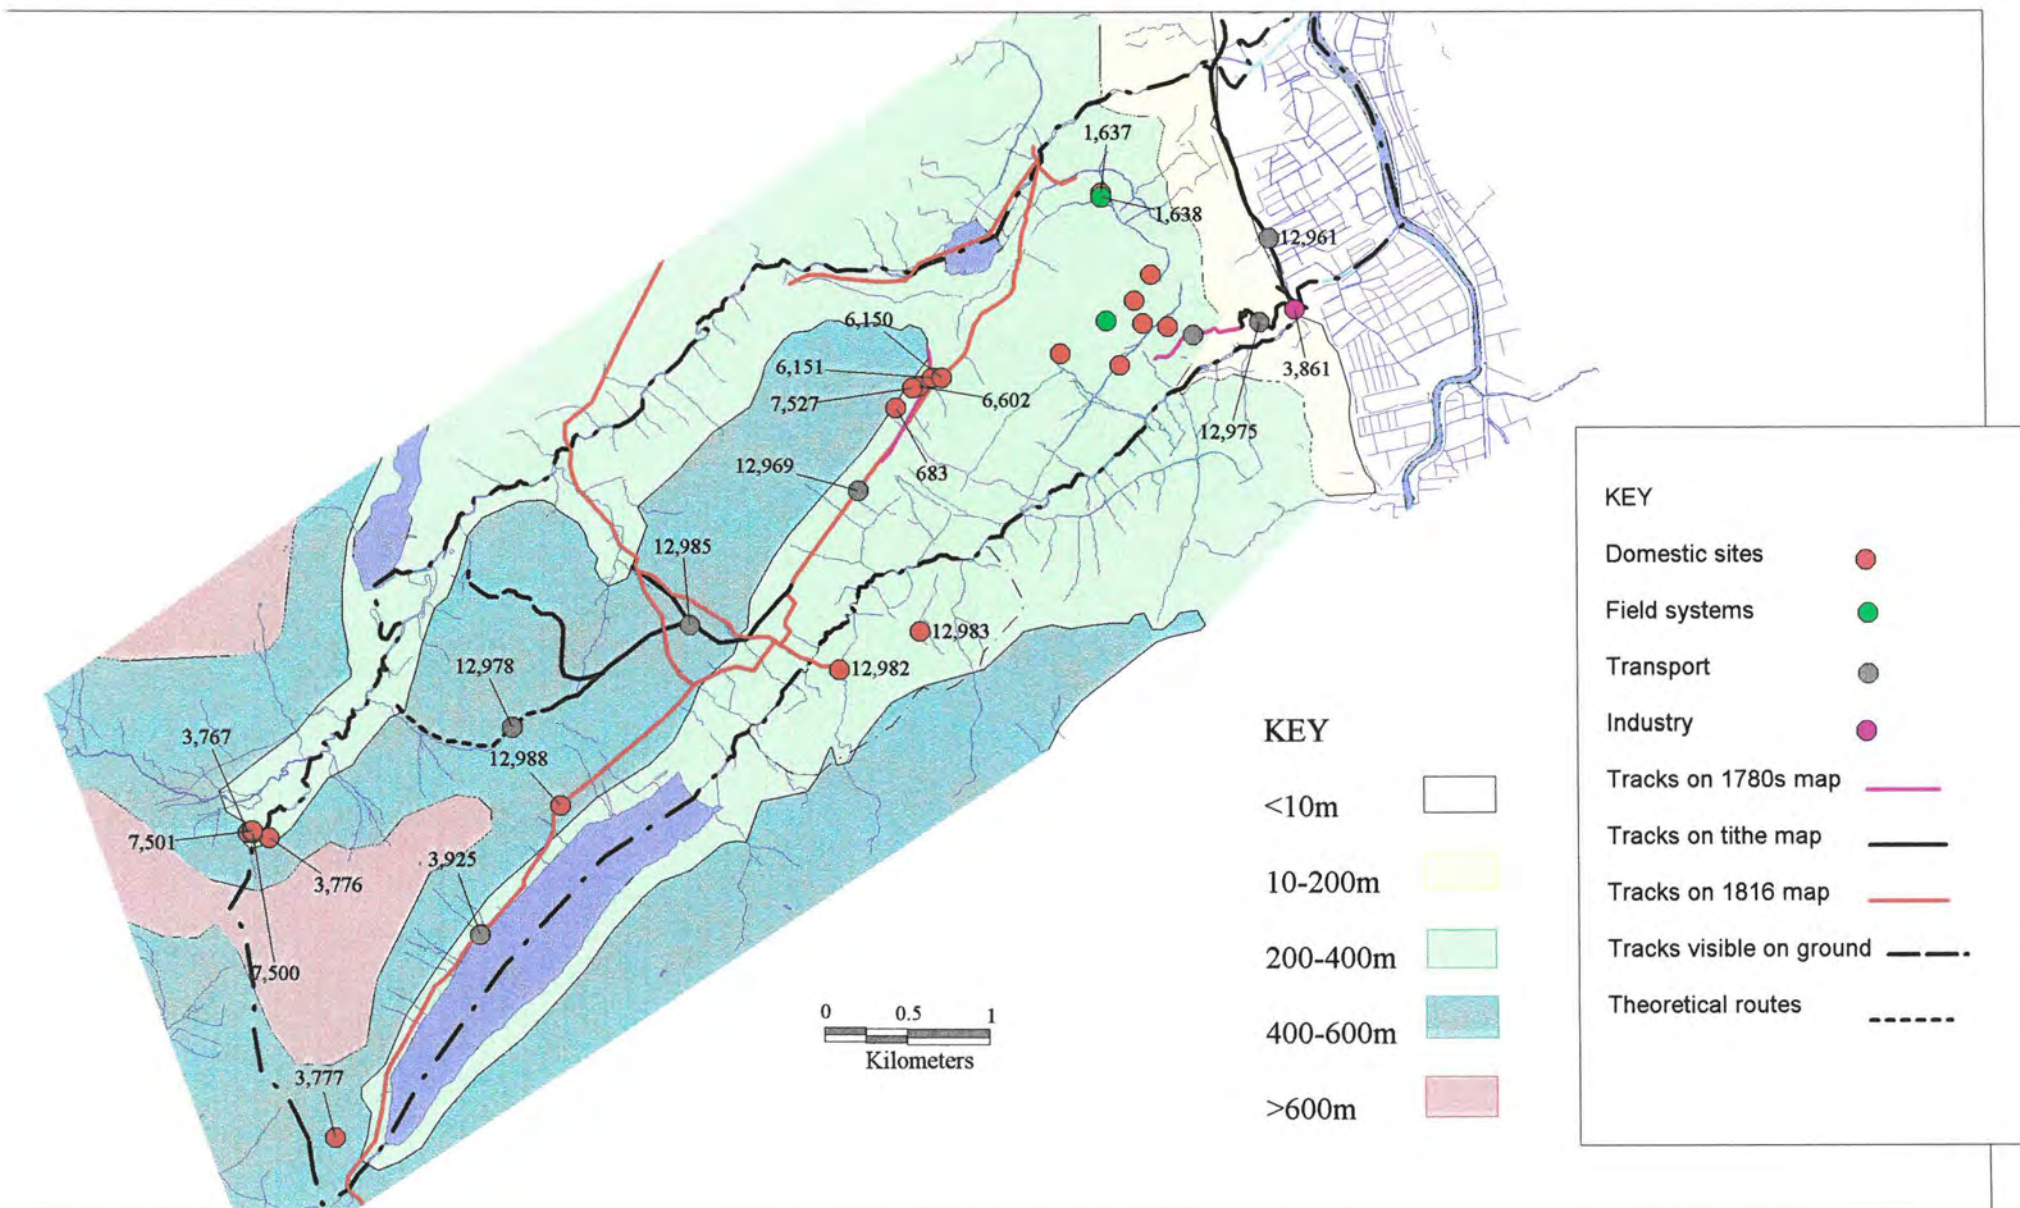 1,637
1,638
12,961
6,150
6,151
7,527
6,602
3,861
12,975
683
12,969
12,985
12,983
12,982
12,978
12,988
3,767
7,501
3,776
3,925
7,500
3,777
0 0.5 1
Kilometers
KEY
<10m
10-200m
200-400m
400-600m
>600m
KEY
Domestic sites
Field systems
Transport
Industry
Tracks on 1780s map
Tracks on tithe map
Tracks on 1816 map
Tracks visible on ground
Theoretical routes